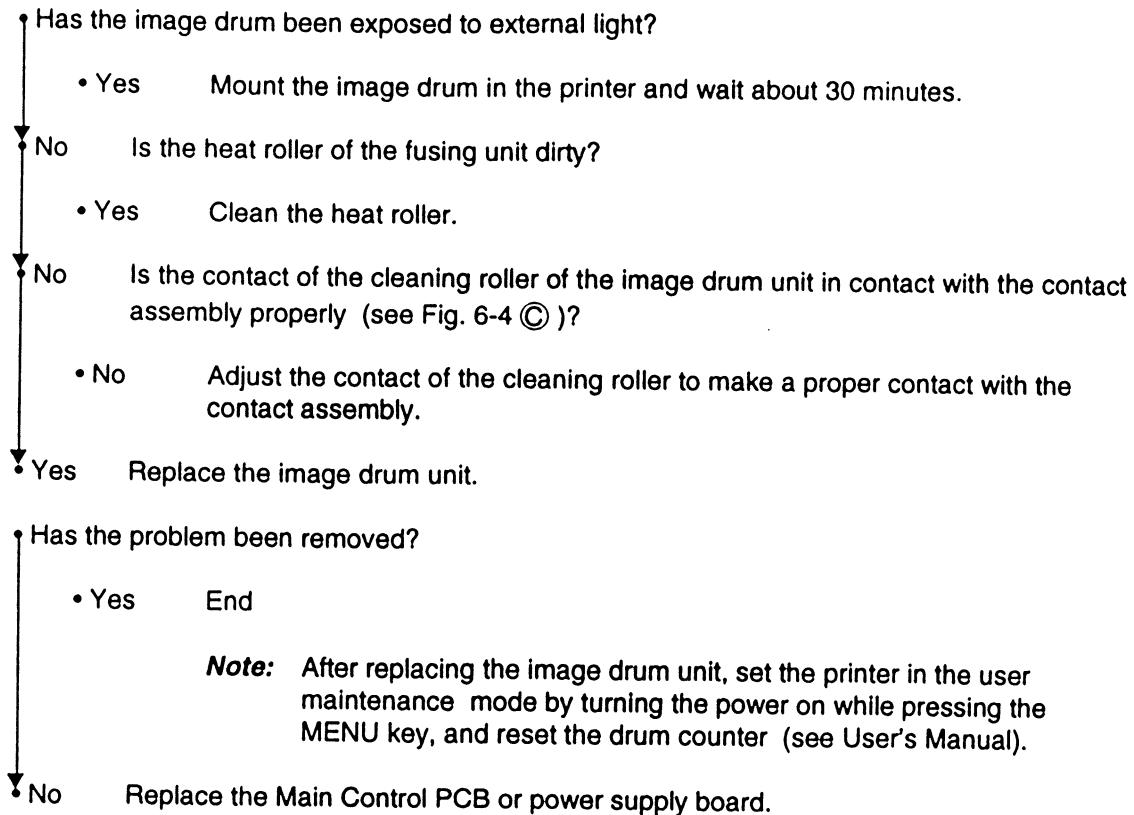 • Has the image drum been exposed to external light?
• Yes Mount the image drum in the printer and wait about 30 minutes.
• No Is the heat roller of the fusing unit dirty?
• Yes Clean the heat roller.
• No Is the contact of the cleaning roller of the image drum unit in contact with the contact
assembly properly (see Fig. 6-4 Ⓒ )?
• No Adjust the contact of the cleaning roller to make a proper contact with the
contact assembly.
• Yes Replace the image drum unit.
• Has the problem been removed?
• Yes End
Note: After replacing the image drum unit, set the printer in the user
maintenance mode by turning the power on while pressing the
MENU key, and reset the drum counter (see User's Manual).
• No Replace the Main Control PCB or power supply board.